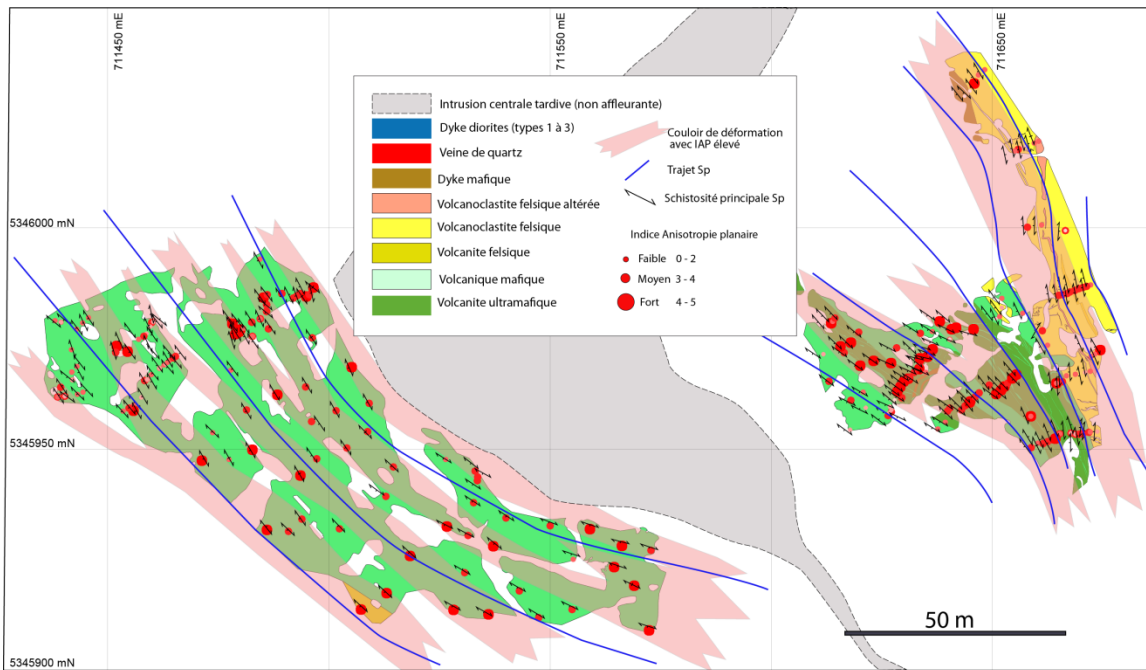 711450 mE
711550 mE
711650 mE
5346000 mN
5345950 mN
5345900 mN
Intrusion centrale tardive (non affleurante)
Dyke diorites (types 1 à 3)
Veine de quartz
Dyke mafique
Volcanoclastite felsique altérée
Volcanoclastite felsique
Volcanite felsique
Volcanique mafique
Volcanite ultramafique
Couloir de déformation
avec IAP élevé
Trajet Sp
Schistosité principale Sp
Indice Anisotropie planaire
Faible 0 - 2
Moyen 3 - 4
Fort 4 - 5
50 m